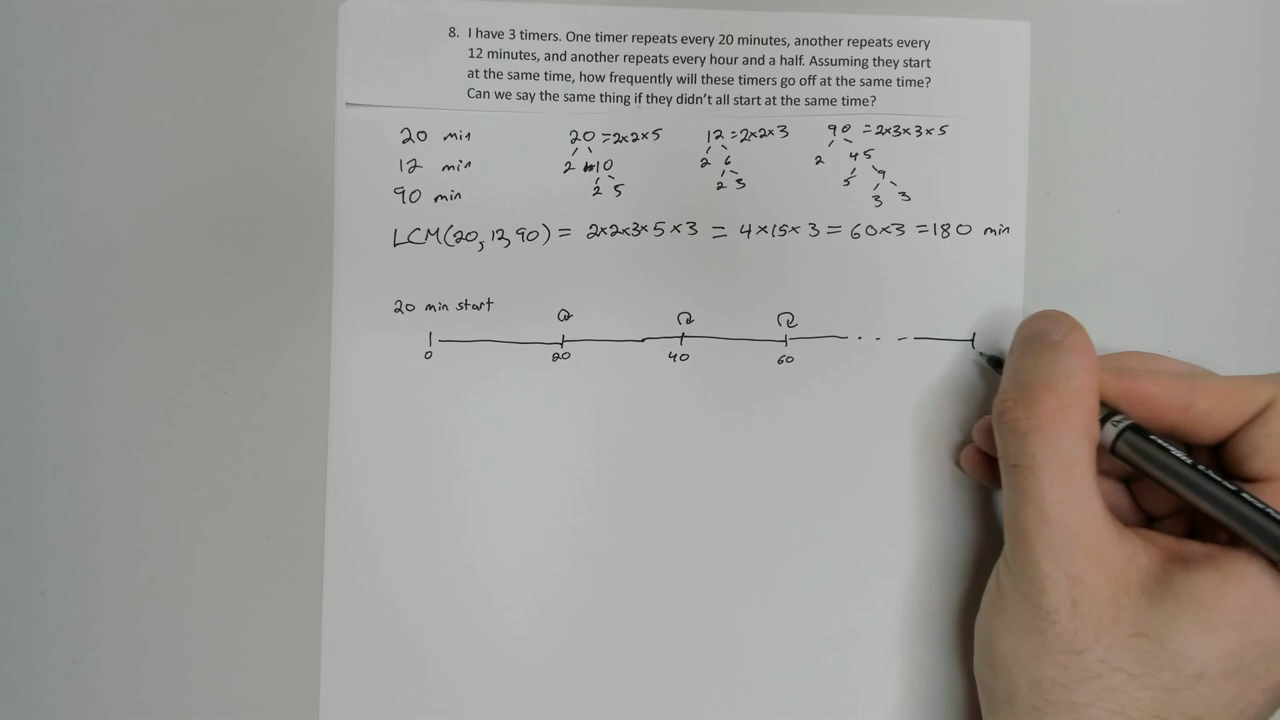 8. I have 3 timers. One timer repeats every 20 minutes, another repeats every
12 minutes, and another repeats every hour and a half. Assuming they start
at the same time, how frequently will these timers go off at the same time?
Can we say the same thing if they didn't all start at the same time?
20 min 20 = 2×2×5 12 = 2×2×3 90 = 2×3×3×5
12 min 2 10 2 6 2 45
90 min 2 5 2 3 5 9
3 3
LCM(20, 12, 90) = 2×2×3×5×3 = 4×15×3 = 60×3 = 180 min
20 min start
0 20 40 60